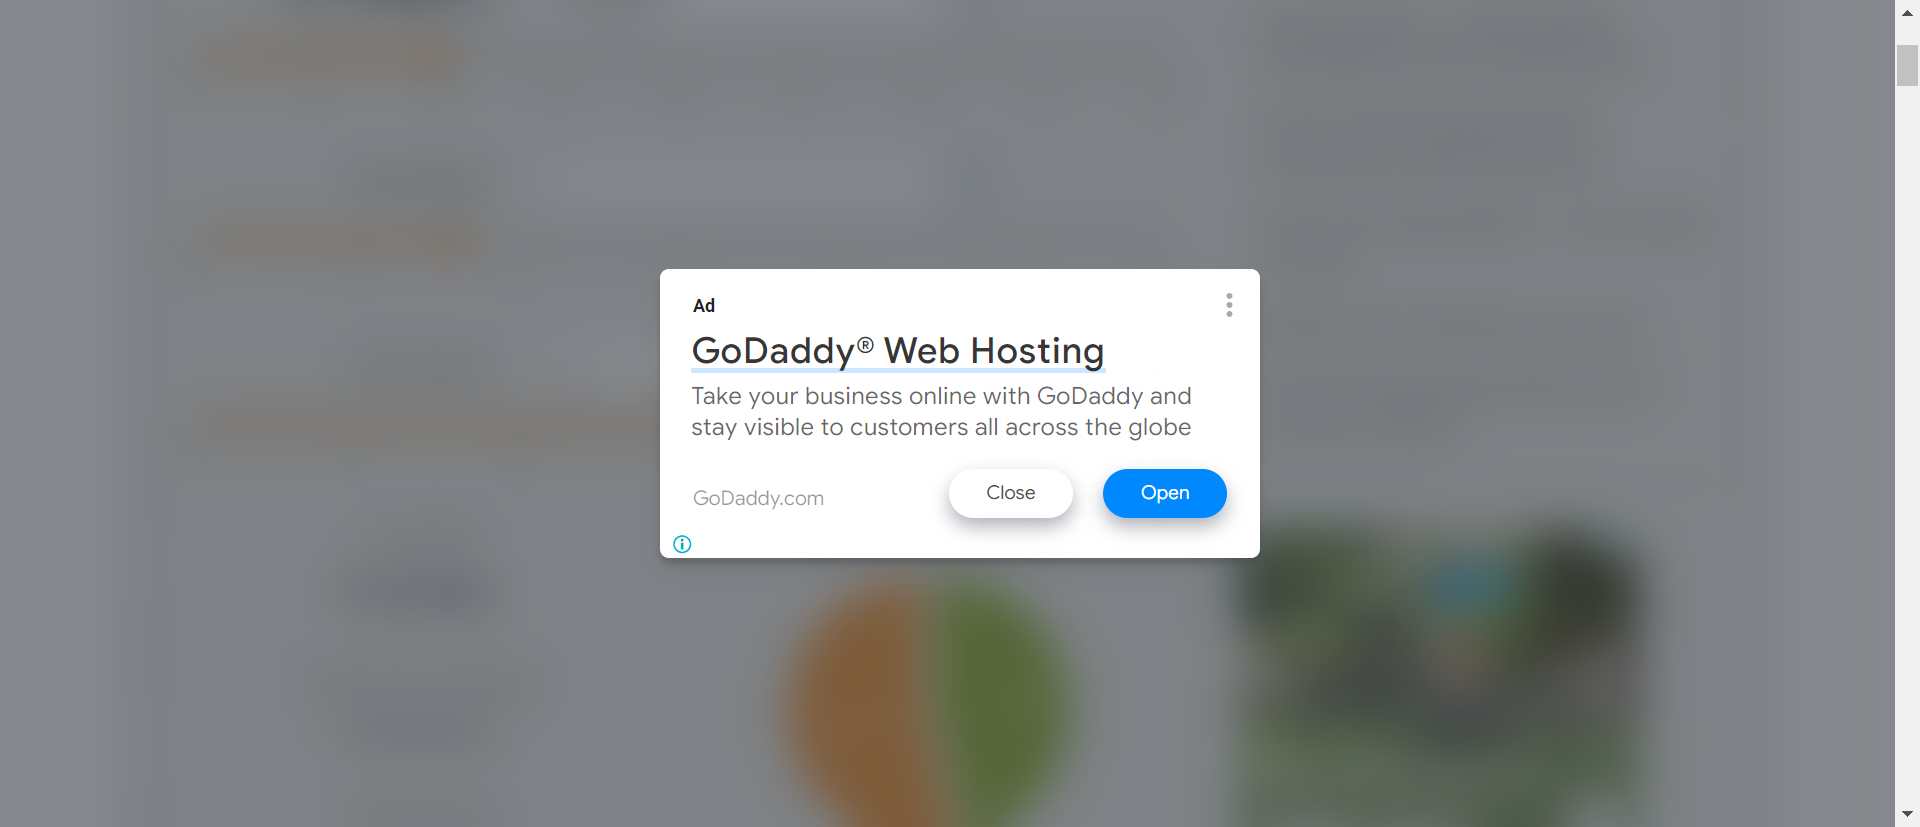 Ad
GoDaddy® Web Hosting
Take your business online with GoDaddy and
stay visible to customers all across the globe
GoDaddy.com
Close
Open